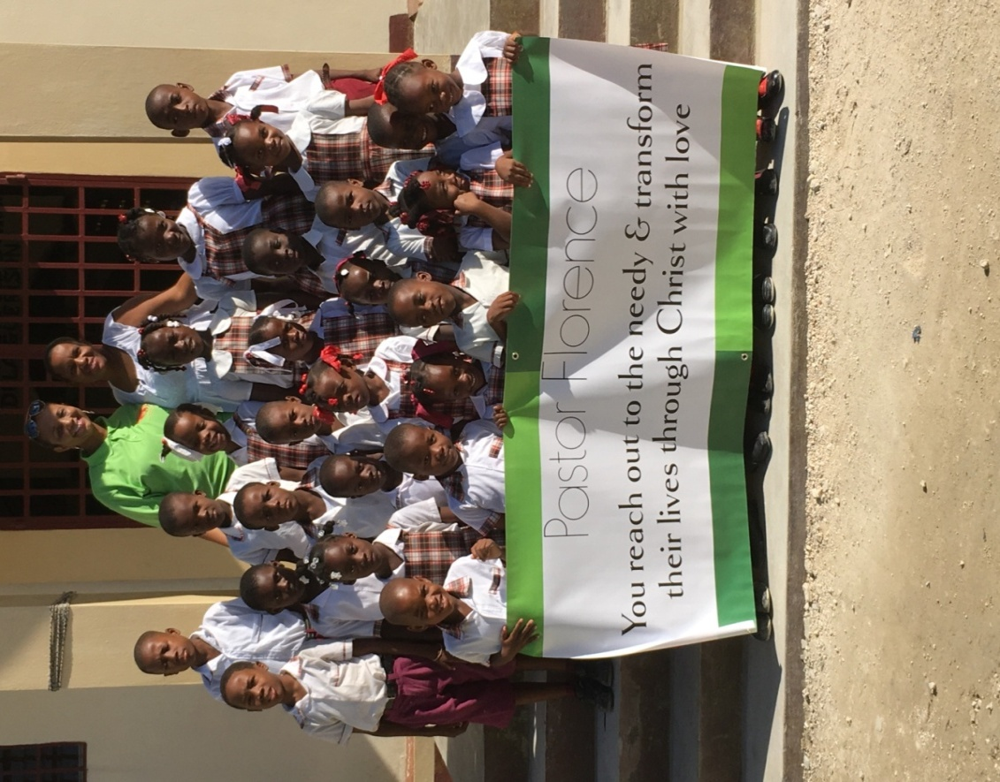 Pastor Florence
You reach out to the needy & transform
their lives through Christ with love